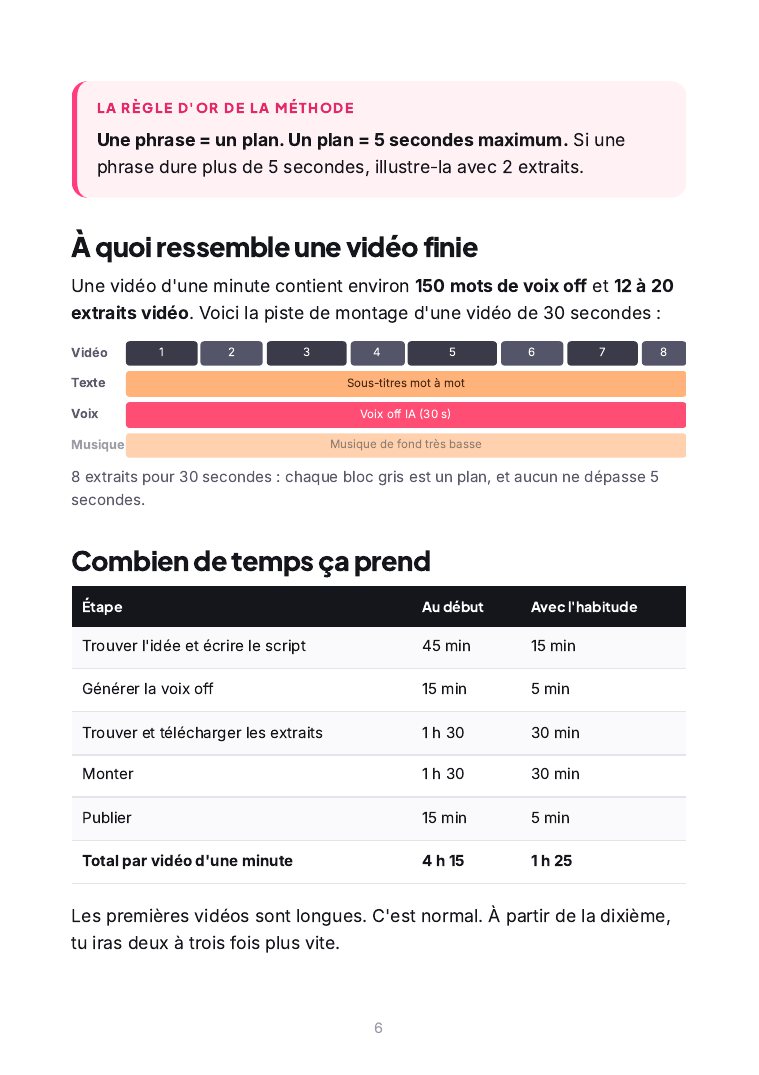 LA RÈGLE D'OR DE LA MÉTHODE
Une phrase = un plan. Un plan = 5 secondes maximum. Si une
phrase dure plus de 5 secondes, illustre-la avec 2 extraits.
À quoi ressemble une vidéo finie
Une vidéo d'une minute contient environ 150 mots de voix off et 12 à 20
extraits vidéo. Voici la piste de montage d'une vidéo de 30 secondes :
Vidéo 1 2 3 4 5 6 7 8
Texte Sous-titres mot à mot
Voix Voix off IA (30 s)
Musique Musique de fond très basse
8 extraits pour 30 secondes : chaque bloc gris est un plan, et aucun ne dépasse 5
secondes.
Combien de temps ça prend
Étape Au début Avec l'habitude
Trouver l'idée et écrire le script 45 min 15 min
Générer la voix off 15 min 5 min
Trouver et télécharger les extraits 1 h 30 30 min
Monter 1 h 30 30 min
Publier 15 min 5 min
Total par vidéo d'une minute 4 h 15 1 h 25
Les premières vidéos sont longues. C'est normal. À partir de la dixième,
tu iras deux à trois fois plus vite.
6